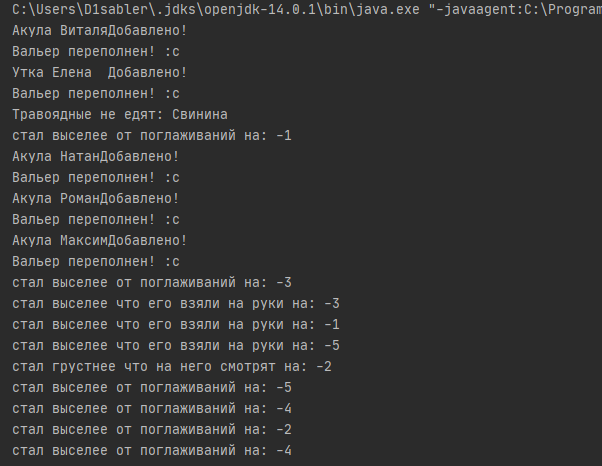 C:\Users\D1sabler\.jdks\openjdk-14.0.1\bin\java.exe "-javaagent:C:\Program
Акула ВиталяДобавлено!
Вальер переполнен! :с
Утка Елена  Добавлено!
Вальер переполнен! :с
Травоядные не едят: Свинина
стал выселее от поглаживаний на: -1
Акула НатанДобавлено!
Вальер переполнен! :с
Акула РоманДобавлено!
Вальер переполнен! :с
Акула МаксимДобавлено!
Вальер переполнен! :с
стал выселее от поглаживаний на: -3
стал выселее что его взяли на руки на: -3
стал выселее что его взяли на руки на: -1
стал выселее что его взяли на руки на: -5
стал грустнее что на него смотрят на: -2
стал выселее от поглаживаний на: -5
стал выселее от поглаживаний на: -4
стал выселее от поглаживаний на: -2
стал выселее от поглаживаний на: -4